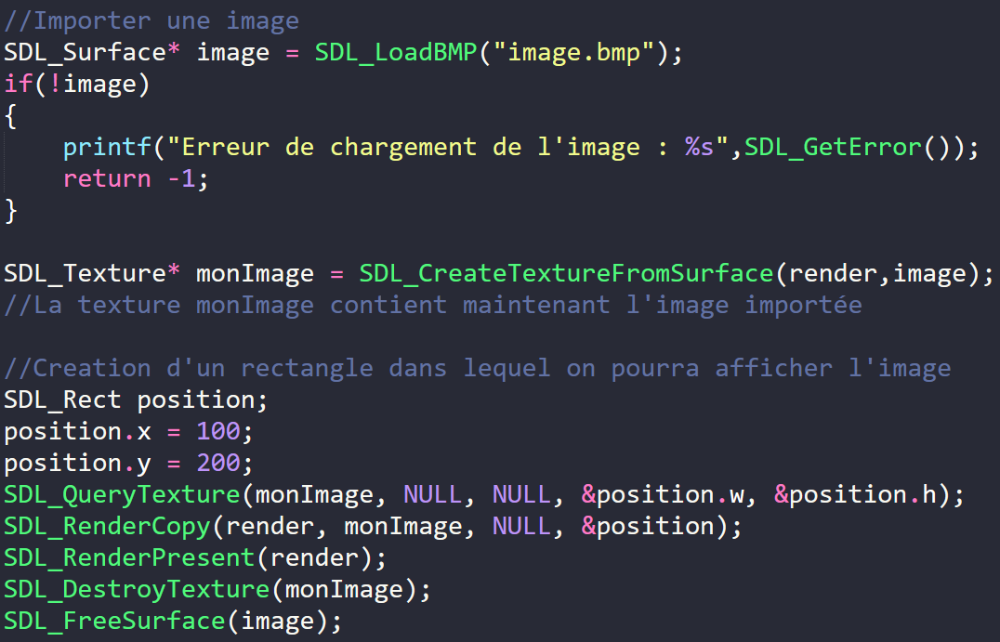 //Importer une image
SDL_Surface* image = SDL_LoadBMP("image.bmp");
if(!image)
{
    printf("Erreur de chargement de l'image : %s",SDL_GetError());
    return -1;
}

SDL_Texture* monImage = SDL_CreateTextureFromSurface(render,image);
//La texture monImage contient maintenant l'image importée

//Creation d'un rectangle dans lequel on pourra afficher l'image
SDL_Rect position;
position.x = 100;
position.y = 200;
SDL_QueryTexture(monImage, NULL, NULL, &position.w, &position.h);
SDL_RenderCopy(render, monImage, NULL, &position);
SDL_RenderPresent(render);
SDL_DestroyTexture(monImage);
SDL_FreeSurface(image);